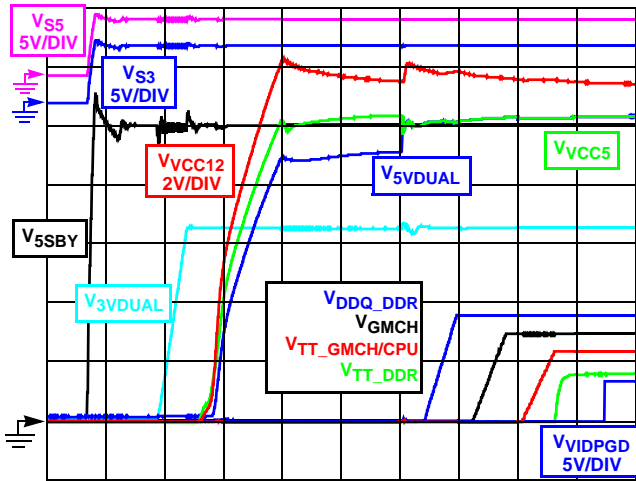 VS5
5V/DIV
VS3
5V/DIV
VVCC12
2V/DIV
V5VDUAL
VVCC5
V5SBY
V3VDUAL
VDDQ_DDR
VGMCH
VTT_GMCH/CPU
VTT_DDR
VVIDPGD
5V/DIV